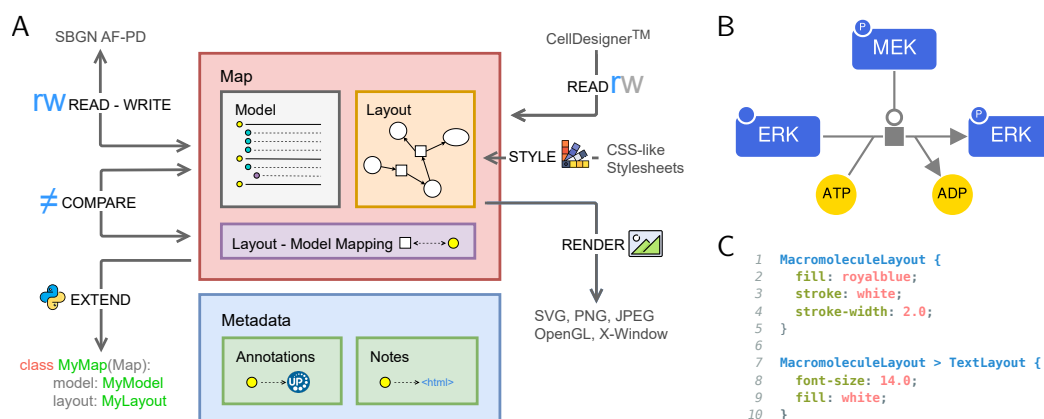 A
SBGN AF-PD
rw READ - WRITE
≠ COMPARE
EXTEND
class MyMap(Map):
model: MyModel
layout: MyLayout
Map
Model
Layout
Layout - Model Mapping
Metadata
Annotations
UP
Notes
<html>
CellDesigner™
READ rw
STYLE
CSS-like
Stylesheets
RENDER
SVG, PNG, JPEG
OpenGL, X-Window
B
P
MEK
ERK
P
ERK
ATP
ADP
C
1 MacromoleculeLayout {
2 fill: royalblue;
3 stroke: white;
4 stroke-width: 2.0;
5 }
6
7 MacromoleculeLayout > TextLayout {
8 font-size: 14.0;
9 fill: white;
10 }